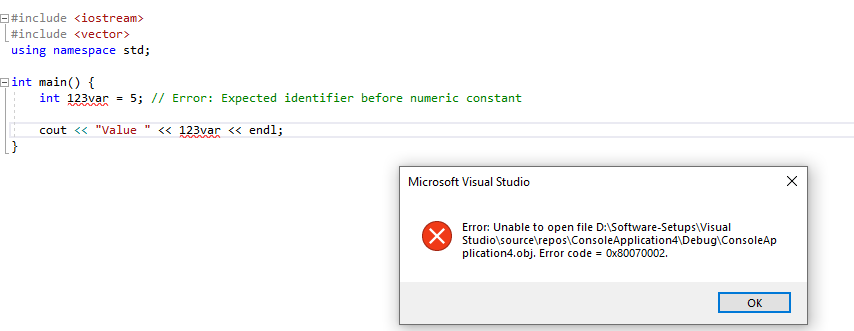 #include <iostream>
#include <vector>
using namespace std;
int main() {
int 123var = 5; // Error: Expected identifier before numeric constant
cout << "Value " << 123var << endl;
}
Microsoft Visual Studio
Error: Unable to open file D:\Software-Setups\Visual
Studio\source\repos\ConsoleApplication4\Debug\ConsoleAp
plication4.obj. Error code = 0x80070002.
OK